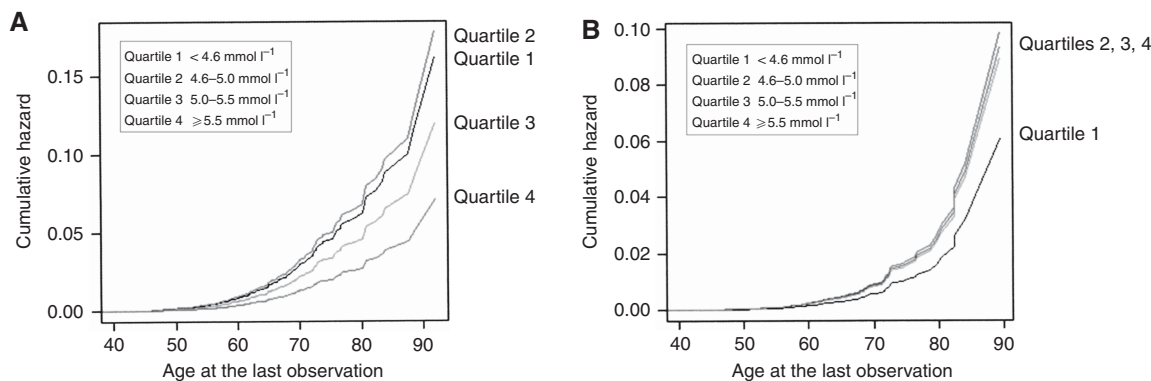 A
Quartile 1 < 4.6 mmol l⁻¹
Quartile 2 4.6–5.0 mmol l⁻¹
Quartile 3 5.0–5.5 mmol l⁻¹
Quartile 4 ⩾5.5 mmol l⁻¹
Quartile 2
Quartile 1
Quartile 3
Quartile 4
Cumulative hazard
0.15
0.10
0.05
0.00
40 50 60 70 80 90
Age at the last observation
B
Quartile 1 < 4.6 mmol l⁻¹
Quartile 2 4.6–5.0 mmol l⁻¹
Quartile 3 5.0–5.5 mmol l⁻¹
Quartile 4 ⩾5.5 mmol l⁻¹
Quartiles 2, 3, 4
Quartile 1
Cumulative hazard
0.10
0.08
0.06
0.04
0.02
0.00
40 50 60 70 80 90
Age at the last observation